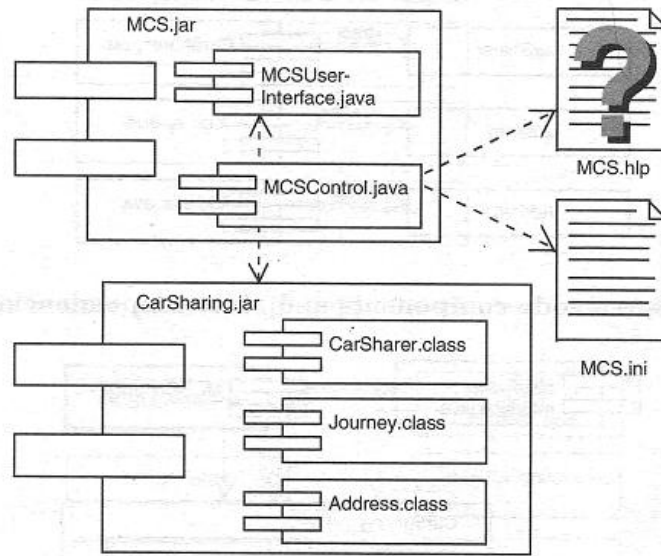 MCS.jar
MCSUser-
Interface.java
MCSControl.java
MCS.hlp
CarSharing.jar
CarSharer.class
MCS.ini
Journey.class
Address.class